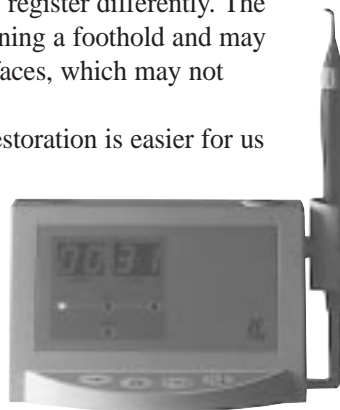 register differently. The
ning a foothold and may
faces, which may not
estoration is easier for us